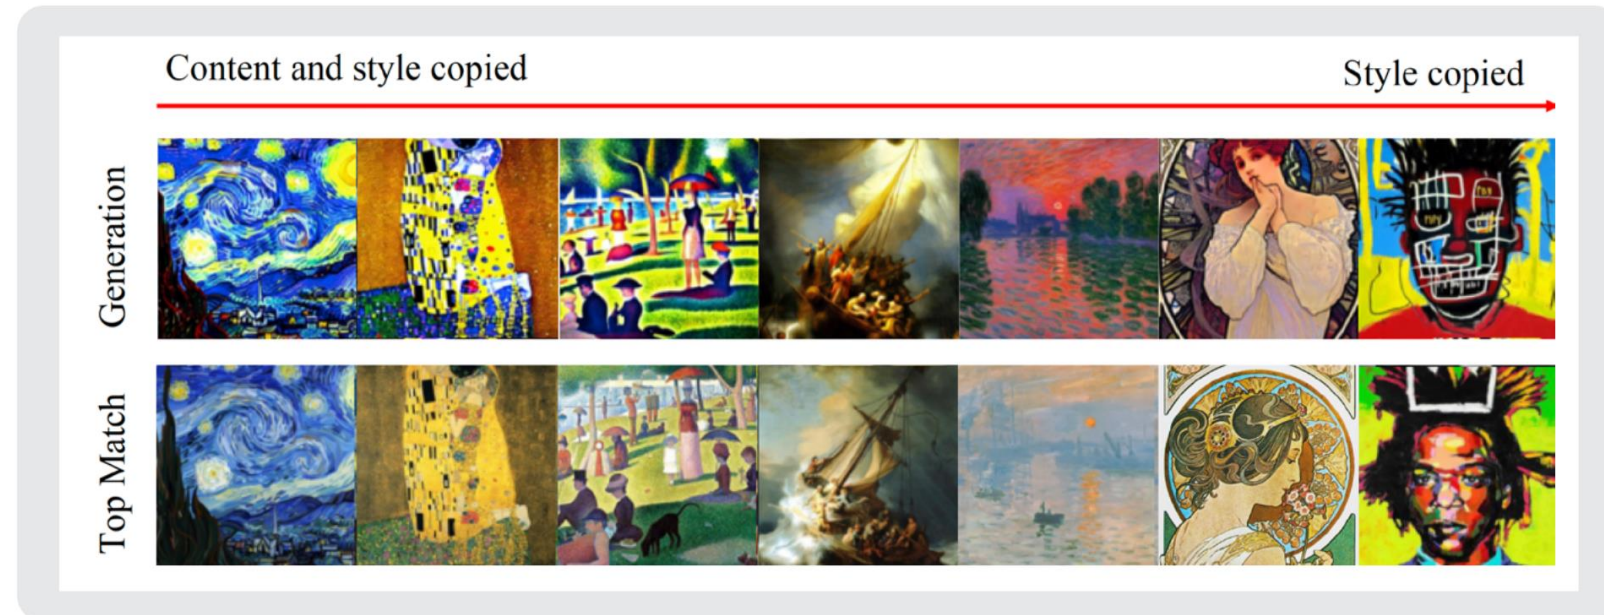 Content and style copied
Style copied
Generation
Top Match